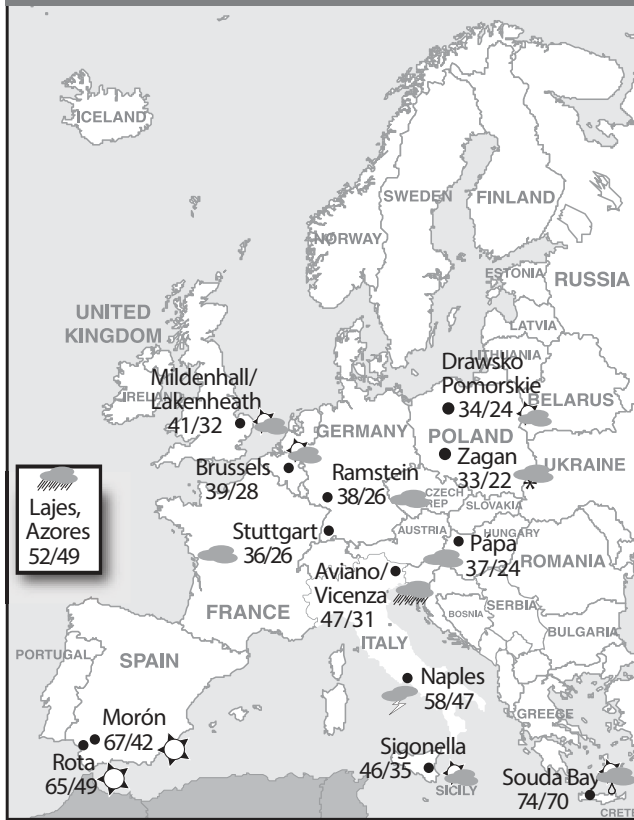 ICELAND
SWEDEN
FINLAND
NORWAY
ESTONIA
RUSSIA
UNITED
KINGDOM
LATVIA
LITHUANIA
Drawsko
Pomorskie
34/24
BELARUS
Mildenhall/
Lakenheath
41/32
IRELAND
GERMANY
POLAND
Zagan
33/22
UKRAINE
Brussels
39/28
Ramstein
38/26
CZECH
REP
SLOVAKIA
Lajes,
Azores
52/49
Stuttgart
36/26
AUSTRIA
HUNGARY
Pápa
37/24
ROMANIA
Aviano/
Vicenza
47/31
FRANCE
BOSNIA
SERBIA
BULGARIA
ITALY
PORTUGAL
SPAIN
Naples
58/47
GREECE
Morón
67/42
Rota
65/49
Sigonella
46/35
SICILY
Souda Bay
74/70
CRETE